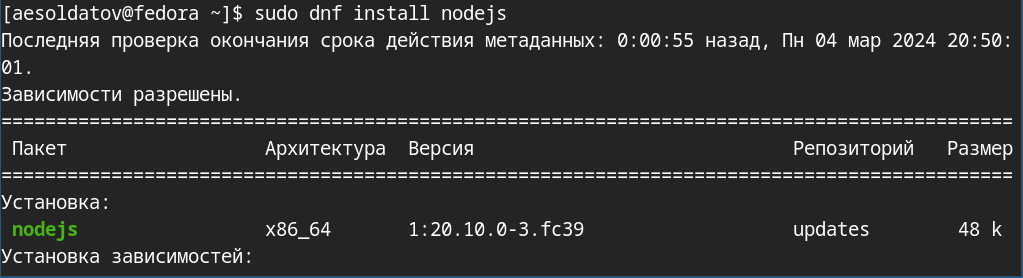 [aesoldatov@fedora ~]$ sudo dnf install nodejs
Последняя проверка окончания срока действия метаданных: 0:00:55 назад, Пн 04 мар 2024 20:50:
01.
Зависимости разрешены.
============================================================================================
 Пакет                  Архитектура  Версия                             Репозиторий   Размер
============================================================================================
Установка:
 nodejs                 x86_64       1:20.10.0-3.fc39                   updates        48 k
Установка зависимостей: